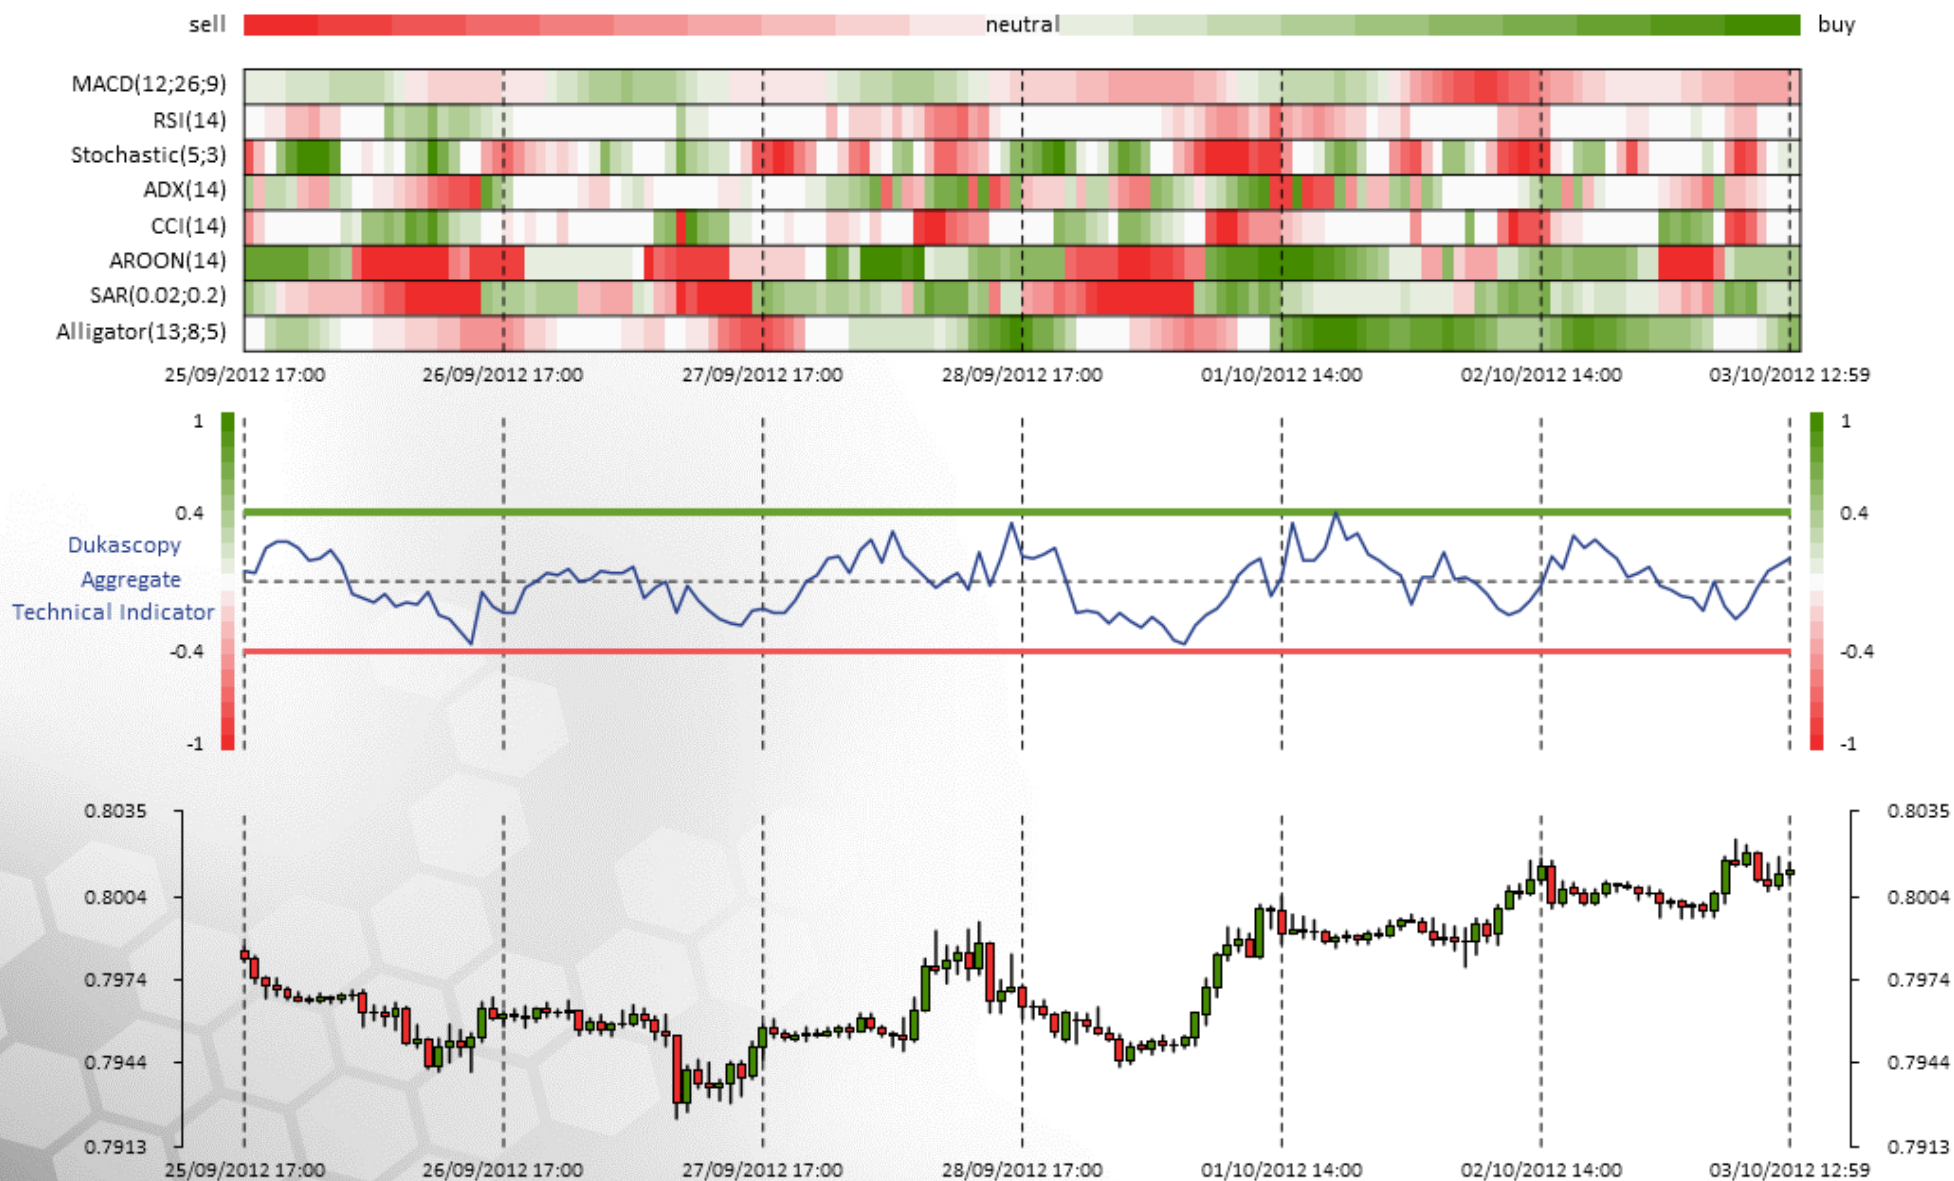 sell neutral buy
MACD(12;26;9)
RSI(14)
Stochastic(5;3)
ADX(14)
CCI(14)
AROON(14)
SAR(0.02;0.2)
Alligator(13;8;5)
25/09/2012 17:00 26/09/2012 17:00 27/09/2012 17:00 28/09/2012 17:00 01/10/2012 14:00 02/10/2012 14:00 03/10/2012 12:59
1 1
0.4 0.4
Dukascopy
Aggregate
Technical Indicator
-0.4 -0.4
-1 -1
0.8035 0.8035
0.8004 0.8004
0.7974 0.7974
0.7944 0.7944
0.7913 0.7913
25/09/2012 17:00 26/09/2012 17:00 27/09/2012 17:00 28/09/2012 17:00 01/10/2012 14:00 02/10/2012 14:00 03/10/2012 12:59